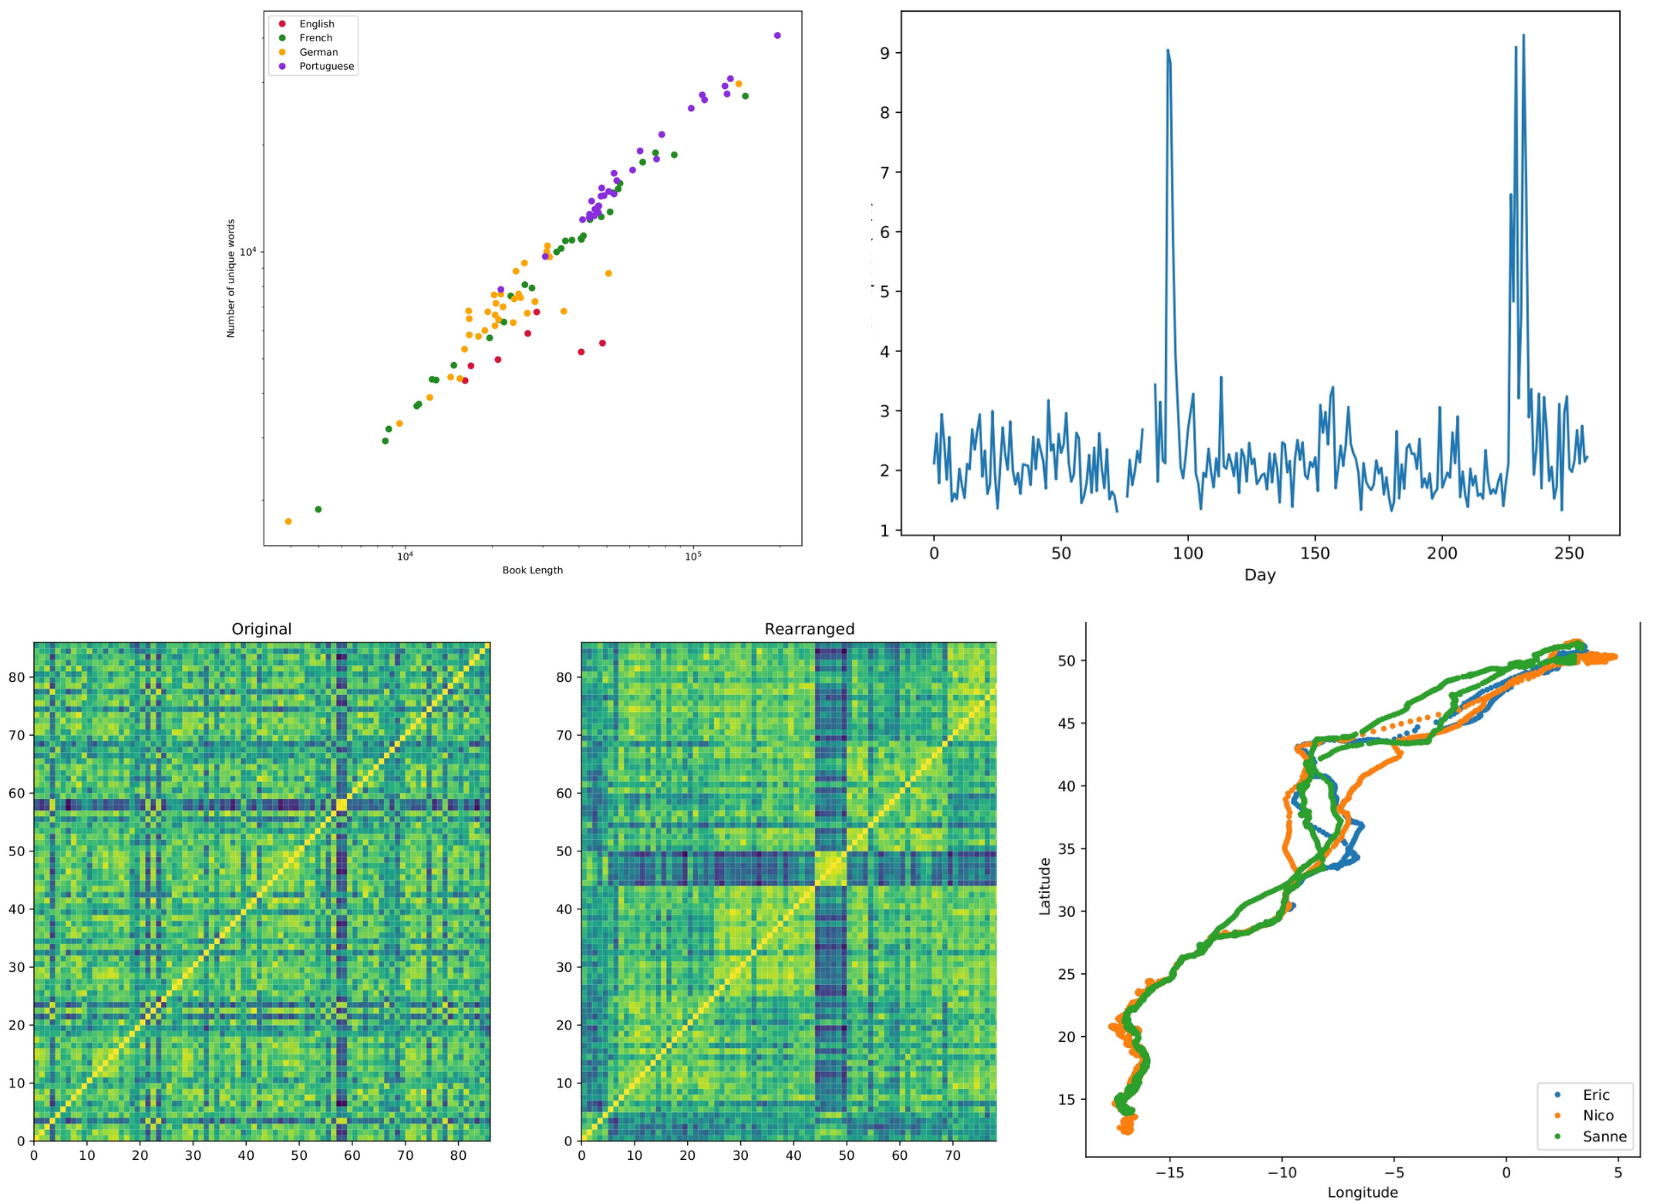 English
French
German
Portuguese
Number of unique words
10⁴
10⁴
10⁵
Book Length
9
8
7
6
5
4
3
2
1
0 50 100 150 200 250
Day
Original
80
70
60
50
40
30
20
10
0
0 10 20 30 40 50 60 70 80
Rearranged
80
70
60
50
40
30
20
10
0
0 10 20 30 40 50 60 70
Latitude
50
45
40
35
30
25
20
15
Eric
Nico
Sanne
−15 −10 −5 0 5
Longitude